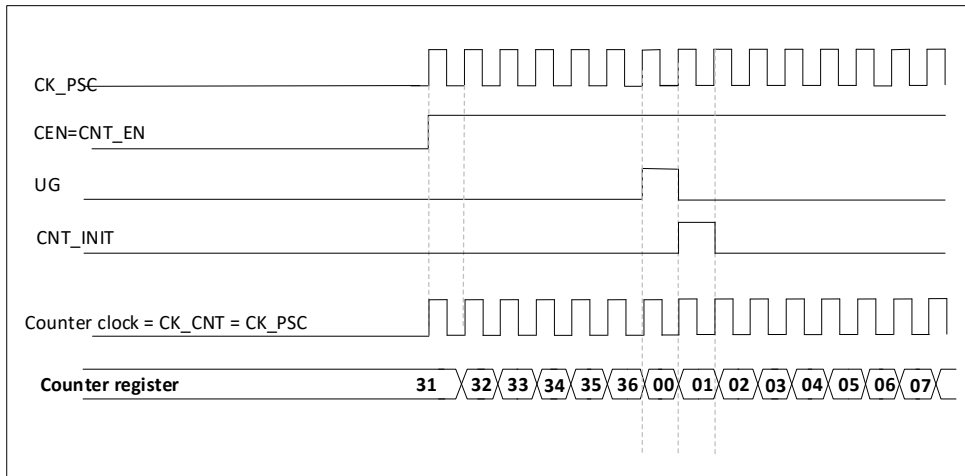 CK_PSC
CEN=CNT_EN
UG
CNT_INIT
Counter clock = CK_CNT = CK_PSC
Counter register 31 32 33 34 35 36 00 01 02 03 04 05 06 07